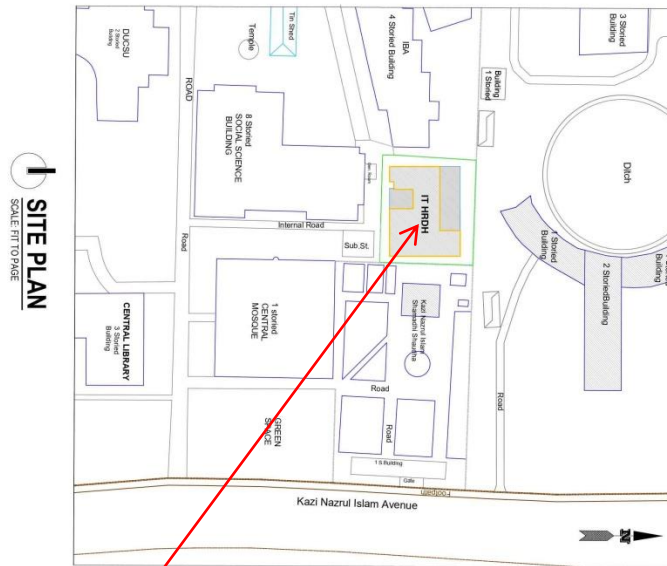 DUCSU
2 Storied
Building
Temple
Tin Shed
IBA
4 Storied Building
3 Storied
Building
Building
1 Storied
ROAD
8 Storied
SOCIAL SCIENCE
BUILDING
IT HRDH
Ditch
SITE PLAN
SCALE: FIT TO PAGE
Internal Road
Sub.St.
Road
1 Storied
Building
2 StoriedBuilding
Building
CENTRAL LIBRARY
3 Storied
Building
1 storied
CENTRAL
MOSQUE
Kazi Nazrul Islam
Road
Road
Road
GREEN
SPACE
1 S Building
Footpath
Kazi Nazrul Islam Avenue
N